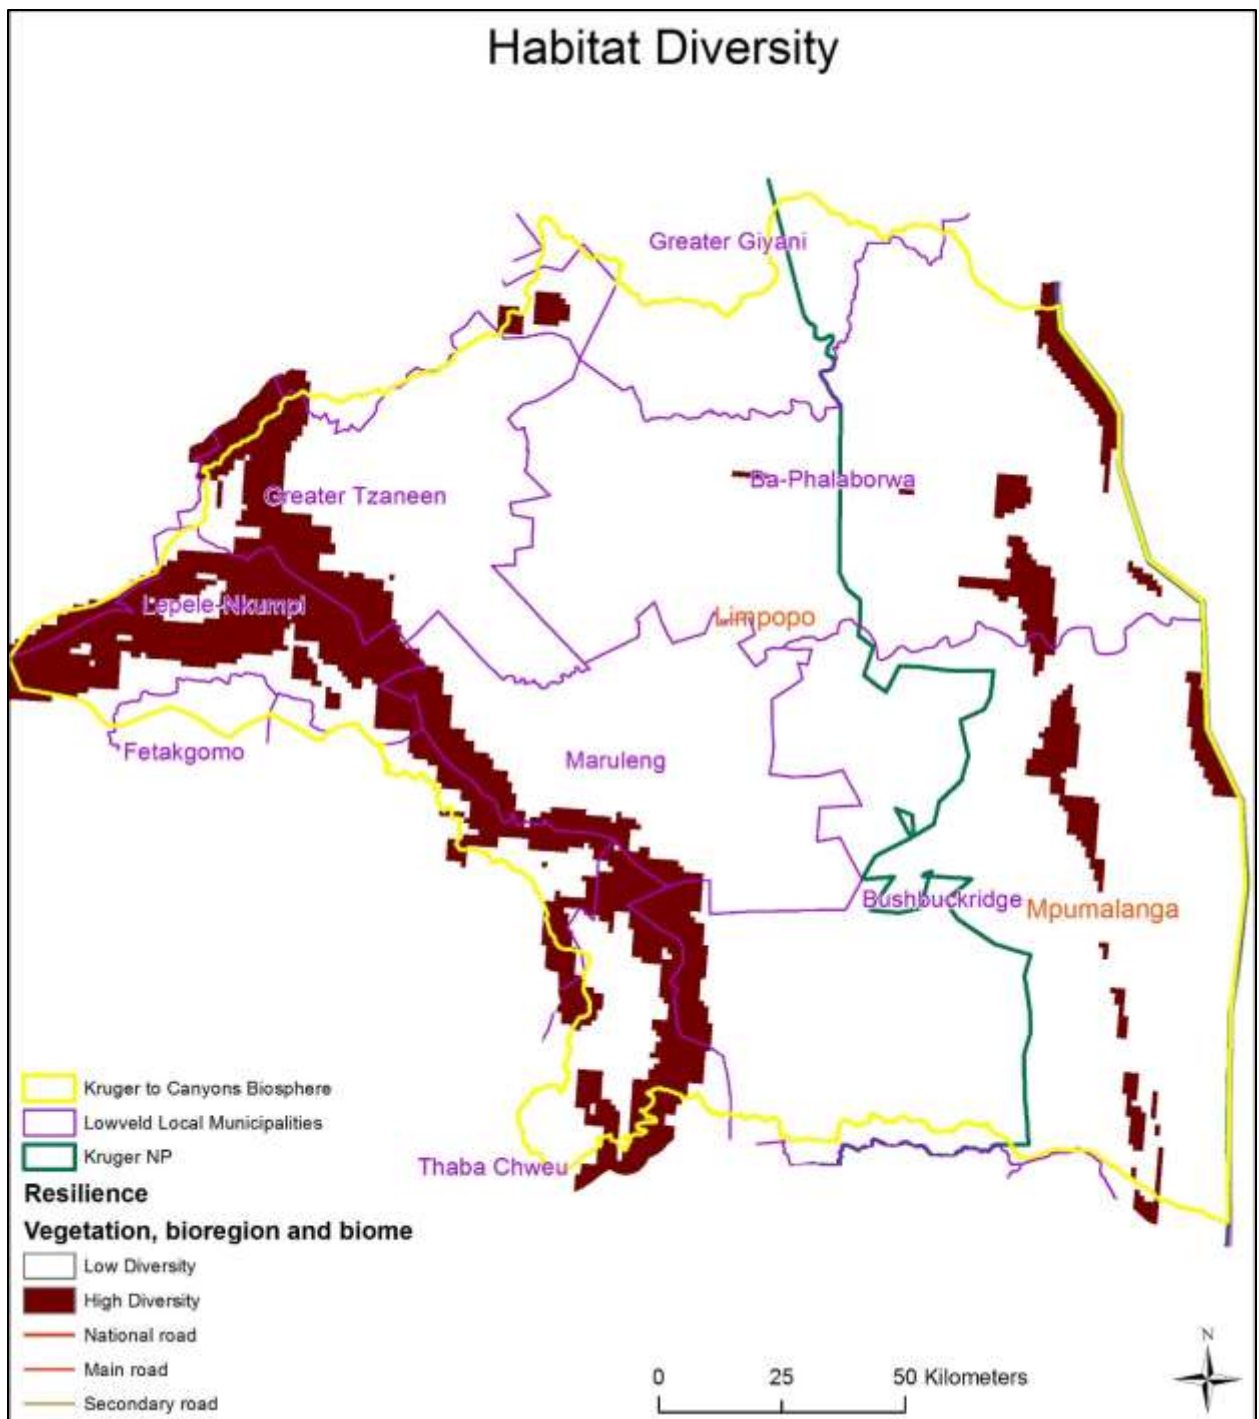 Habitat Diversity
Greater Giyani
Ba-Phalaborwa
Greater Tzaneen
Lepele-Nkumpi
Limpopo
Fetakgomo
Maruleng
Bushbuckridge
Mpumalanga
Thaba Chweu
Kruger to Canyons Biosphere
Lowveld Local Municipalities
Kruger NP
Resilience
Vegetation, bioregion and biome
Low Diversity
High Diversity
National road
Main road
Secondary road
N
0 25 50 Kilometers